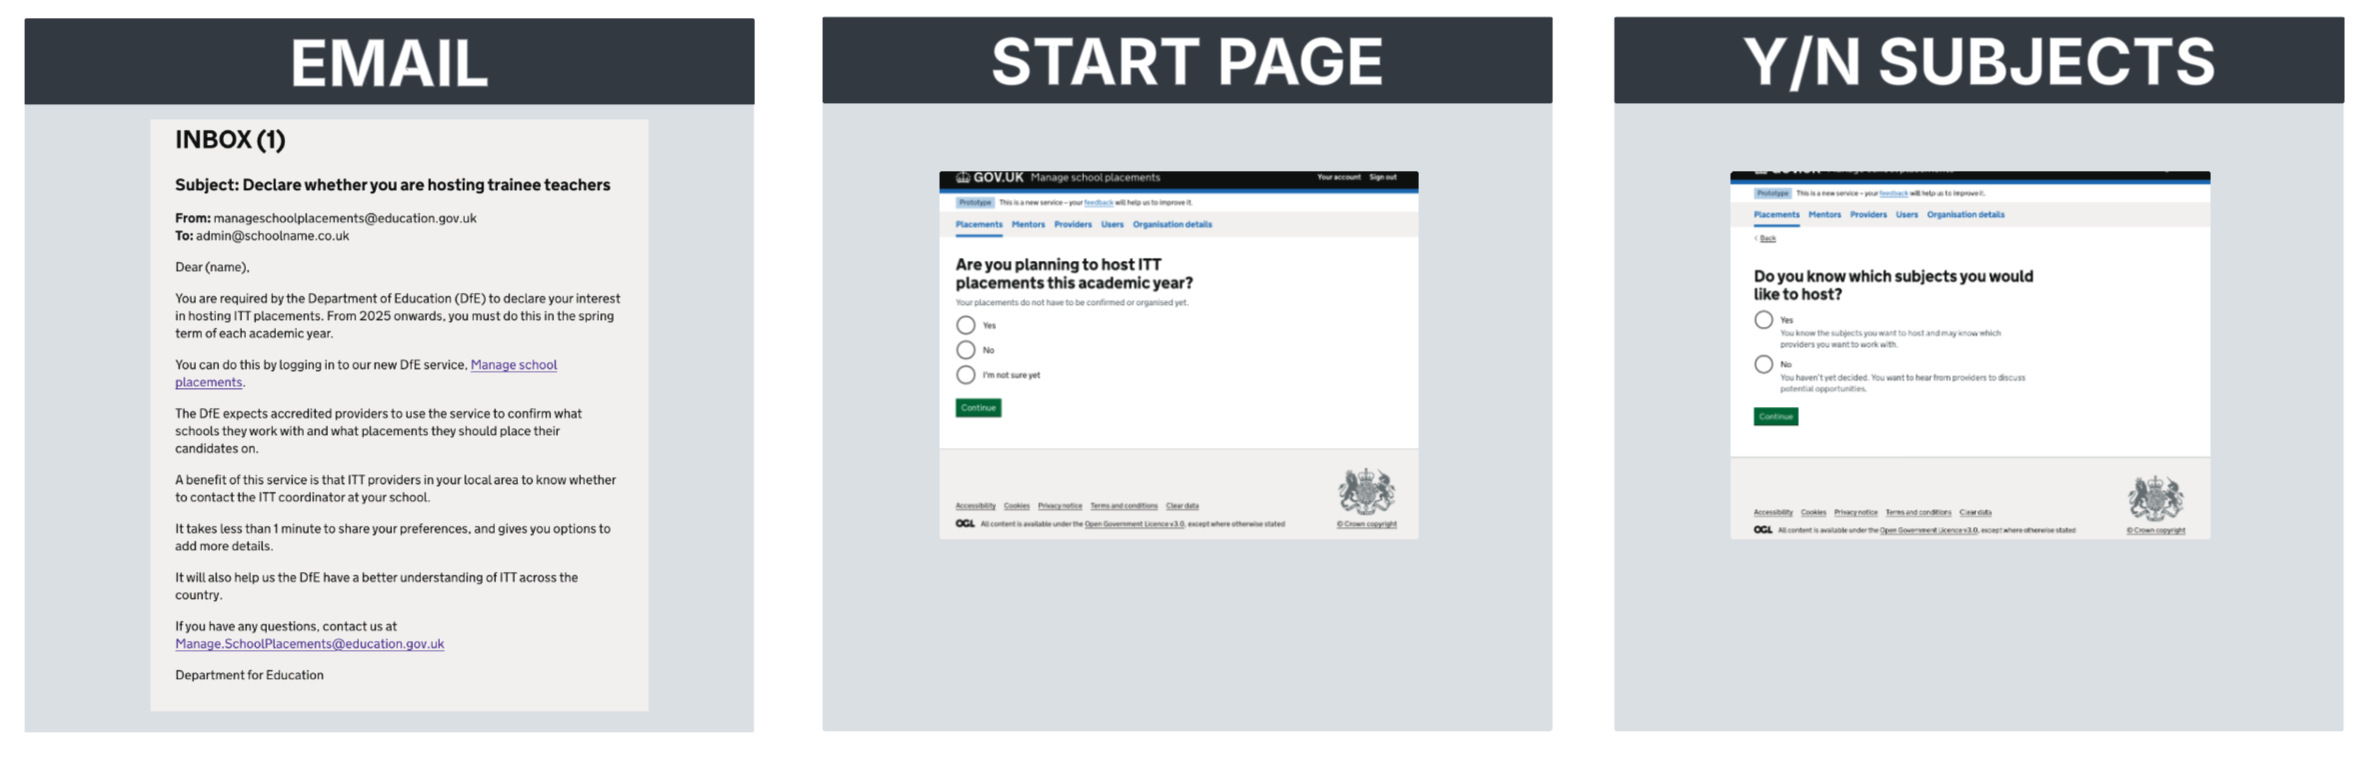 EMAIL
INBOX (1)
Subject: Declare whether you are hosting trainee teachers
From: manageschoolplacements@education.gov.uk
To: admin@schoolname.co.uk
Dear (name),
You are required by the Department of Education (DfE) to declare your interest
in hosting ITT placements. From 2025 onwards, you must do this in the spring
term of each academic year.
You can do this by logging in to our new DfE service, Manage school
placements.
The DfE expects accredited providers to use the service to confirm what
schools they work with and what placements they should place their
candidates on.
A benefit of this service is that ITT providers in your local area to know whether
to contact the ITT coordinator at your school.
It takes less than 1 minute to share your preferences, and gives you options to
add more details.
It will also help us the DfE have a better understanding of ITT across the
country.
If you have any questions, contact us at
Manage.SchoolPlacements@education.gov.uk
Department for Education
START PAGE
GOV.UK Manage school placements Your account Sign out
Prototype This is a new service – your feedback will help us to improve it.
Placements Mentors Providers Users Organisation details
Are you planning to host ITT
placements this academic year?
Your placements do not have to be confirmed or organised yet.
Yes
No
I'm not sure yet
Continue
Accessibility Cookies Privacy notice Terms and conditions Clear data
OGL All content is available under the Open Government Licence v3.0, except where otherwise stated
© Crown copyright
Y/N SUBJECTS
Prototype This is a new service – your feedback will help us to improve it.
Placements Mentors Providers Users Organisation details
Back
Do you know which subjects you would
like to host?
Yes
You know the subjects you want to host and may know which
providers you want to work with.
No
You haven't yet decided. You want to hear from providers to discuss
potential opportunities.
Continue
Accessibility Cookies Privacy notice Terms and conditions Clear data
OGL All content is available under the Open Government Licence v3.0, except where otherwise stated
© Crown copyright